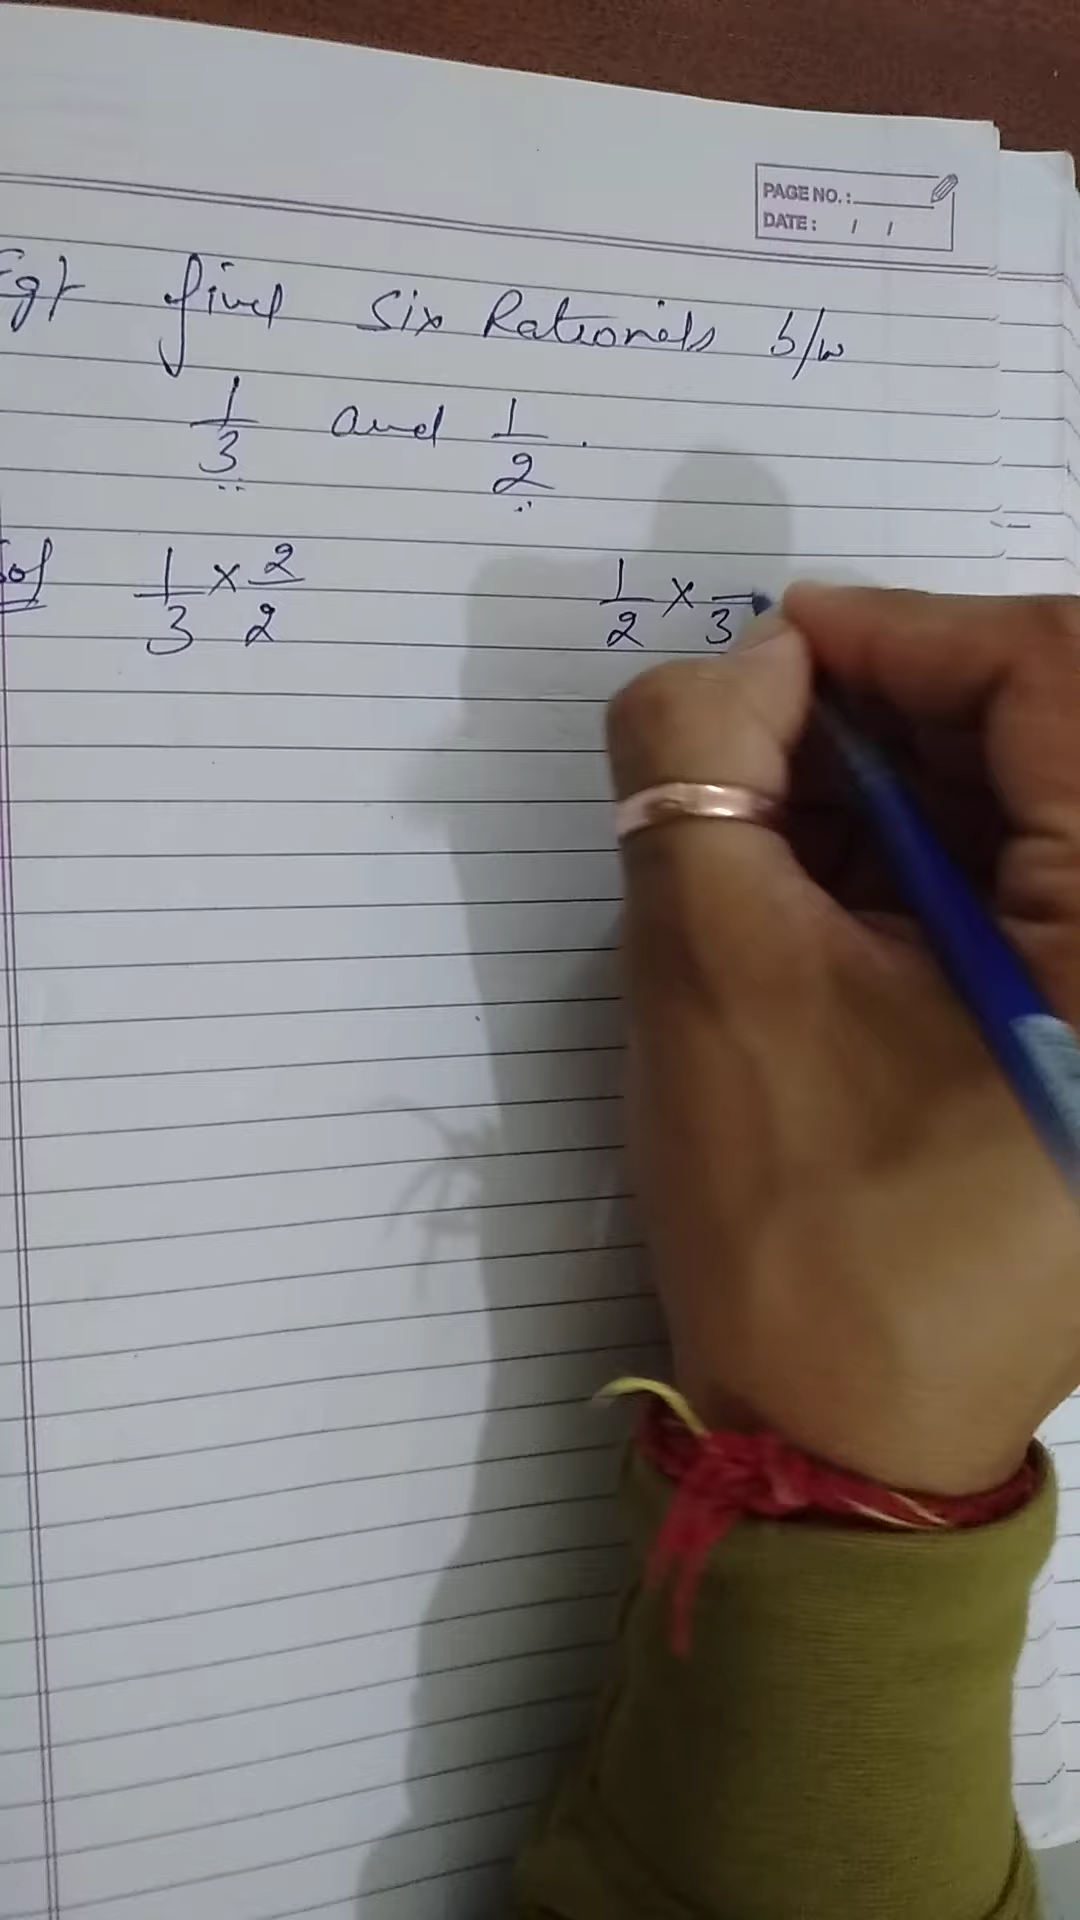 PAGE NO. :
DATE : / /
Eg:- find six Rationals b/w
1/3 and 1/2 .
Sol 1/3 × 2/2 1/2 × /3